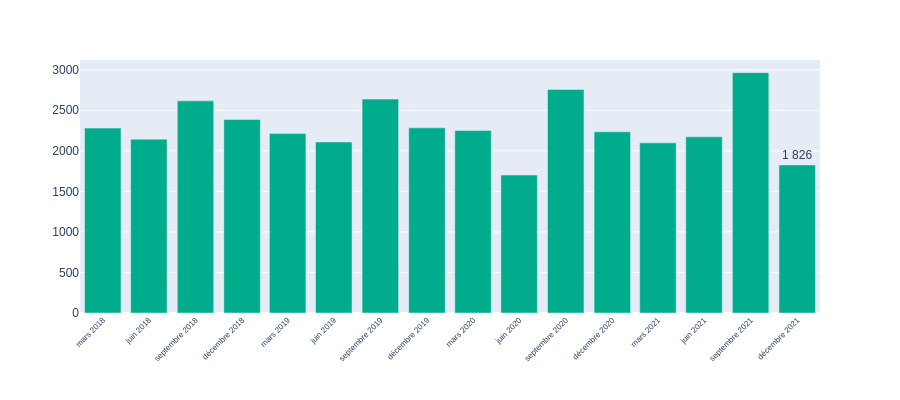 3000
2500
2000
1500
1000
500
0
1 826
mars 2018
juin 2018
septembre 2018
décembre 2018
mars 2019
juin 2019
septembre 2019
décembre 2019
mars 2020
juin 2020
septembre 2020
décembre 2020
mars 2021
juin 2021
septembre 2021
décembre 2021